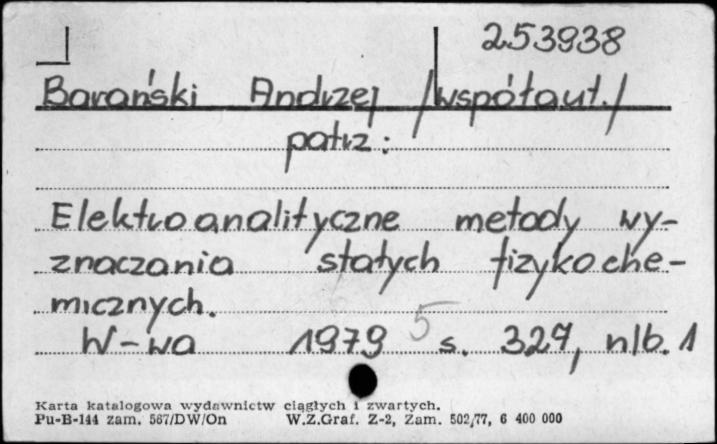 253938
Barański Andrzej /współaut./
patrz:
Elektroanalityczne metody wy-
znaczania stałych fizykoche-
micznych.
W-wa 1979 5 s. 327, nlb. 1
Karta katalogowa wydawnictw ciągłych i zwartych.
Pu-B-144 zam. 567/DW/On W.Z.Graf. Z-2, Zam. 502/77, 6 400 000